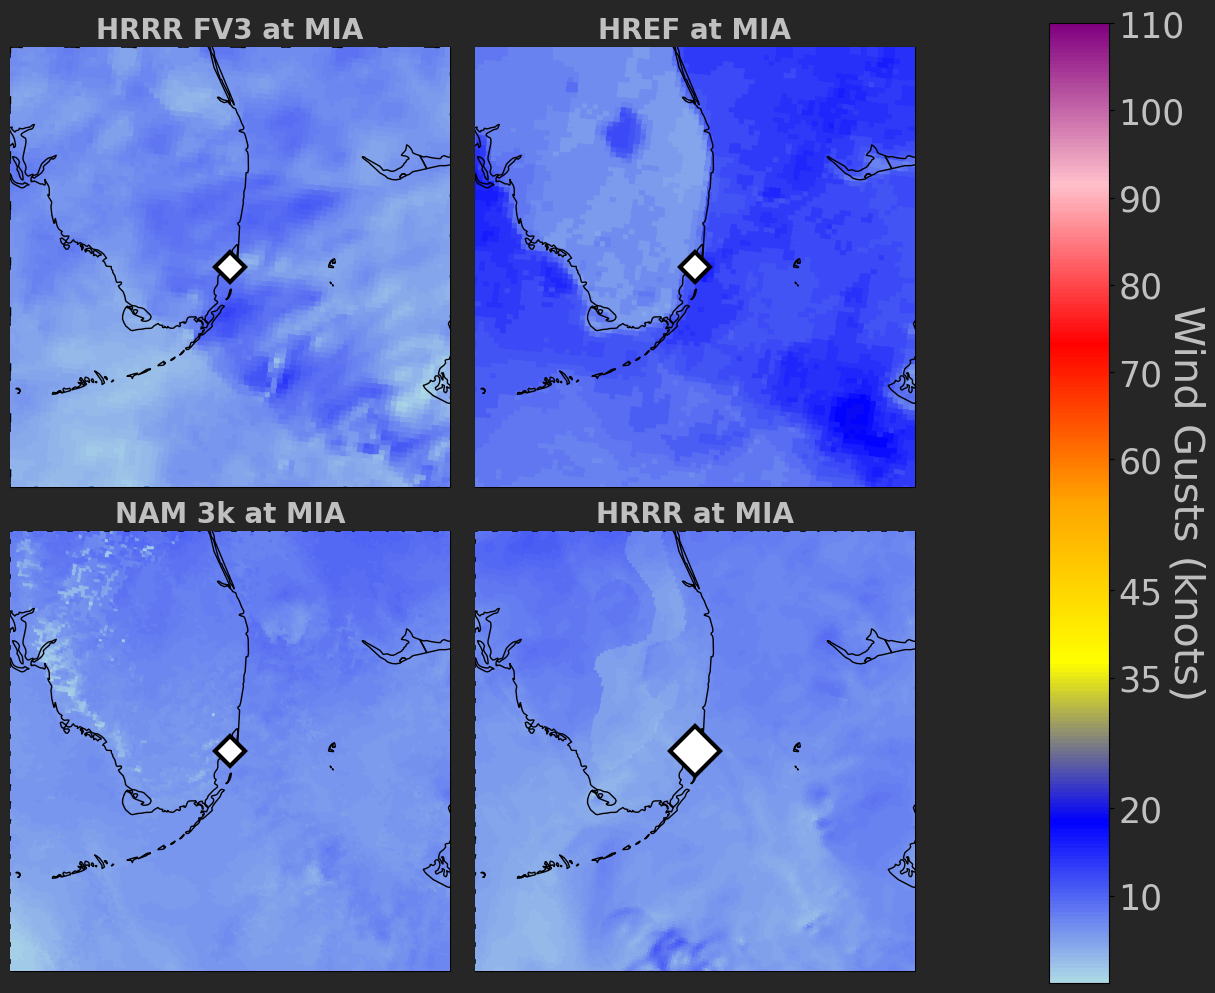 HRRR FV3 at MIA
HREF at MIA
NAM 3k at MIA
HRRR at MIA
110
100
90
80
70
60
45
35
20
10
Wind Gusts (knots)